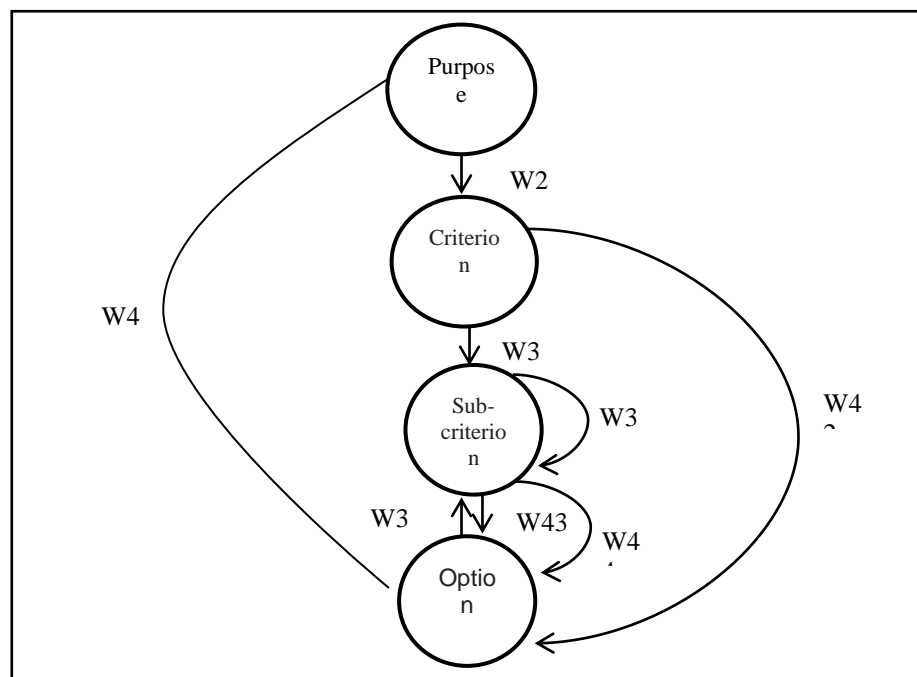 Purpos
e
W2
Criterio
n
W4
W3
Sub-
criterio
n
W3
W4
W3
W43
W4
Optio
n